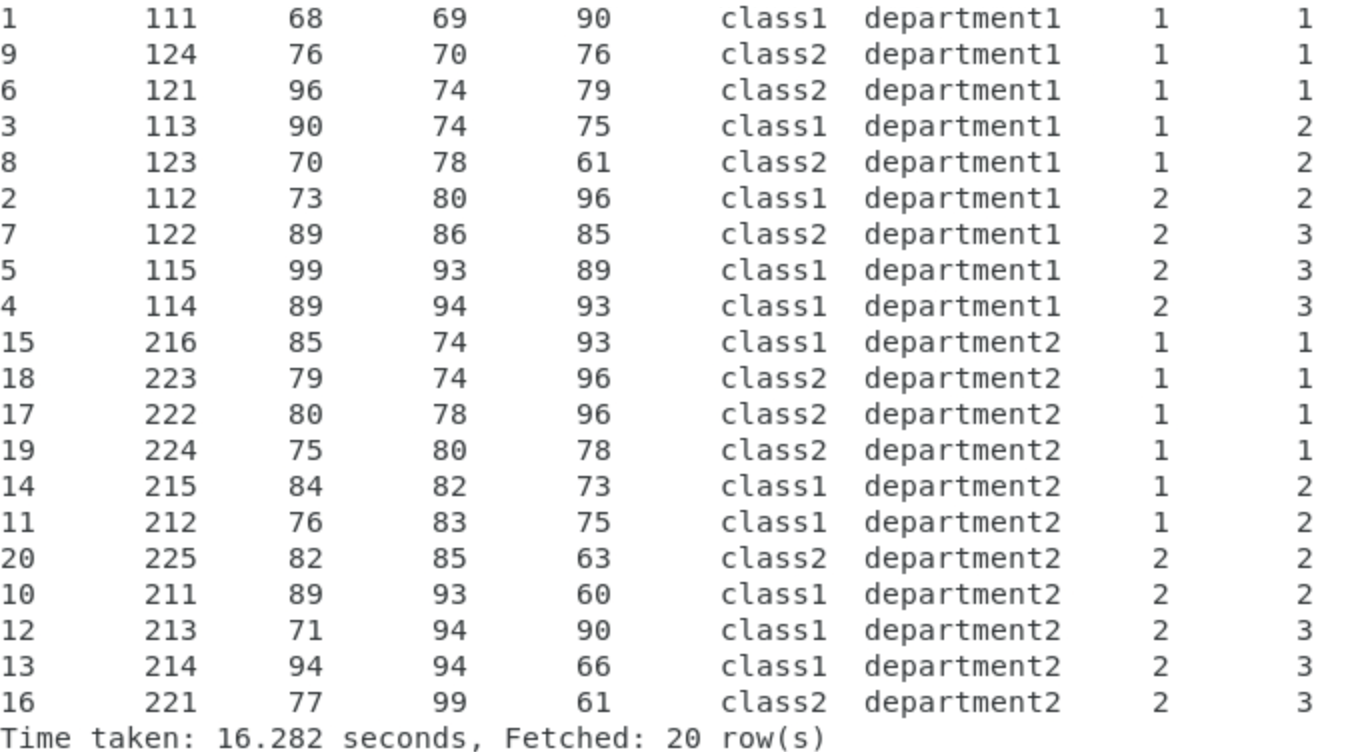 1 111 68 69 90 class1 department1 1 1
9 124 76 70 76 class2 department1 1 1
6 121 96 74 79 class2 department1 1 1
3 113 90 74 75 class1 department1 1 2
8 123 70 78 61 class2 department1 1 2
2 112 73 80 96 class1 department1 2 2
7 122 89 86 85 class2 department1 2 3
5 115 99 93 89 class1 department1 2 3
4 114 89 94 93 class1 department1 2 3
15 216 85 74 93 class1 department2 1 1
18 223 79 74 96 class2 department2 1 1
17 222 80 78 96 class2 department2 1 1
19 224 75 80 78 class2 department2 1 1
14 215 84 82 73 class1 department2 1 2
11 212 76 83 75 class1 department2 1 2
20 225 82 85 63 class2 department2 2 2
10 211 89 93 60 class1 department2 2 2
12 213 71 94 90 class1 department2 2 3
13 214 94 94 66 class1 department2 2 3
16 221 77 99 61 class2 department2 2 3
Time taken: 16.282 seconds, Fetched: 20 row(s)